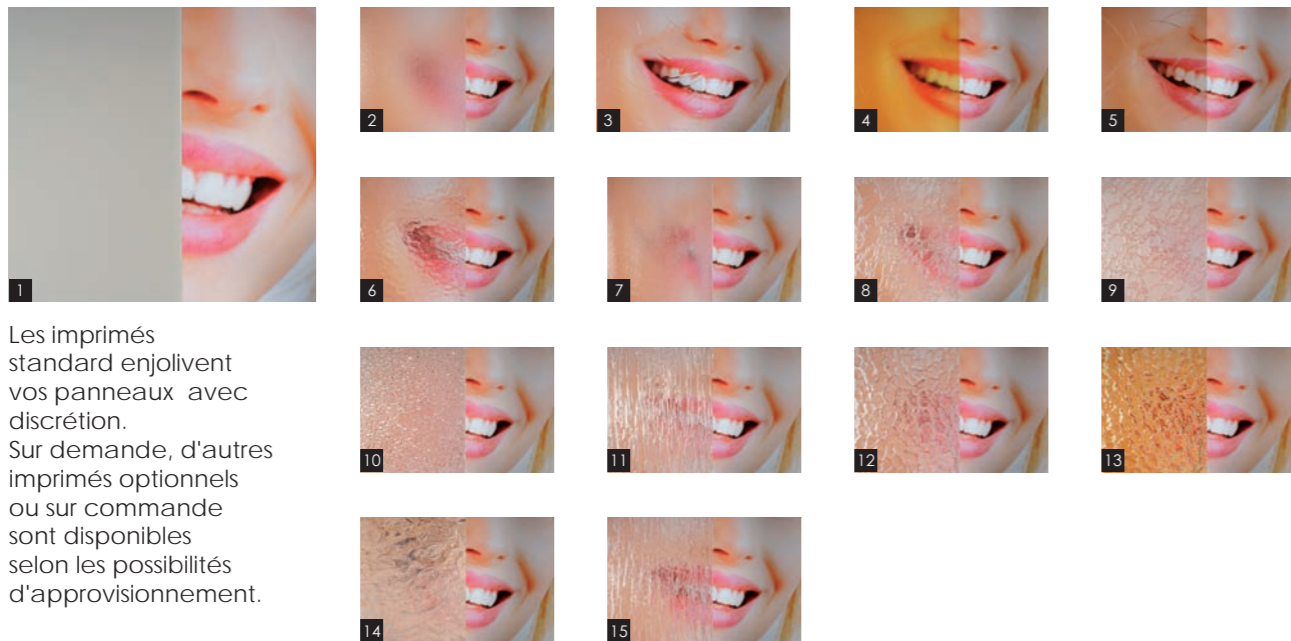 1
2
3
4
5
6
7
8
9
10
11
12
13
14
15
Les imprimés
standard enjolivent
vos panneaux avec
discrétion.
Sur demande, d'autres
imprimés optionnels
ou sur commande
sont disponibles
selon les possibilités
d'approvisionnement.